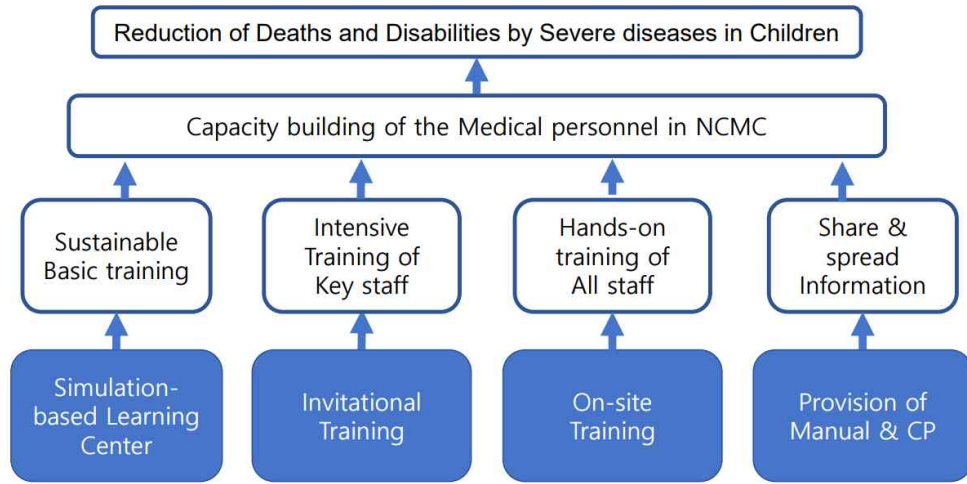 Reduction of Deaths and Disabilities by Severe diseases in Children
Capacity building of the Medical personnel in NCMC
Sustainable
Basic training
Intensive
Training of
Key staff
Hands-on
training of
All staff
Share &
spread
Information
Simulation-
based Learning
Center
Invitational
Training
On-site
Training
Provision of
Manual & CP